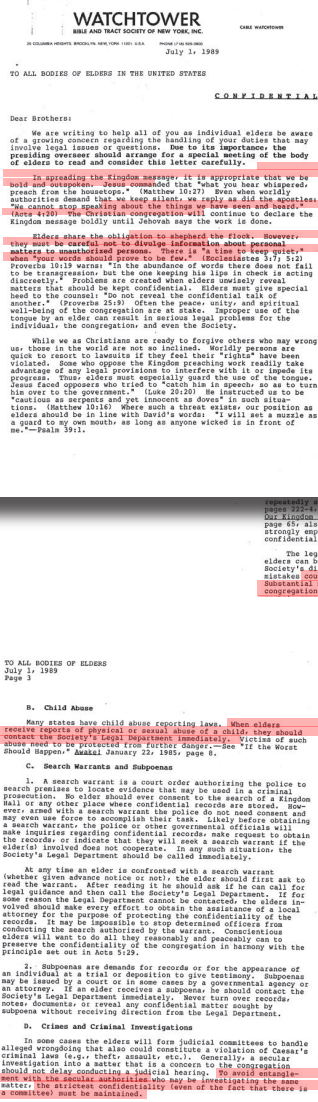 WATCHTOWER
BIBLE AND TRACT SOCIETY OF NEW YORK, INC.
CABLE WATCHTOWER
25 COLUMBIA HEIGHTS, BROOKLYN, NEW YORK 11201 U.S.A. PHONE (718) 625-3600
July 1, 1989
TO ALL BODIES OF ELDERS IN THE UNITED STATES
CONFIDENTIAL
Dear Brothers:
We are writing to help all of you as individual elders be aware
of a growing concern regarding the handling of your duties that may
involve legal issues or questions. Due to its importance, the
presiding overseer should arrange for a special meeting of the body
of elders to read and consider this letter carefully.
In spreading the Kingdom message, it is appropriate that we be
bold and outspoken. Jesus commanded that "what you hear whispered,
preach from the housetops." (Matthew 10:27) Even when worldly
authorities demand that we keep silent, we reply as did the apostles:
"We cannot stop speaking about the things we have seen and heard."
(Acts 4:20) The Christian congregation will continue to declare the
Kingdom message boldly until Jehovah says the work is done.
Elders share the obligation to shepherd the flock. However,
they must be careful not to divulge information about personal
matters to unauthorized persons. There is "a time to keep quiet,"
when "your words should prove to be few." (Ecclesiastes 3:7; 5:2)
Proverbs 10:19 warns: "In the abundance of words there does not fail
to be transgression, but the one keeping his lips in check is acting
discreetly." Problems are created when elders unwisely reveal
matters that should be kept confidential. Elders must give special
heed to the counsel: "Do not reveal the confidential talk of
another." (Proverbs 25:9) Often the peace, unity, and spiritual
well-being of the congregation are at stake. Improper use of the
tongue by an elder can result in serious legal problems for the
individual, the congregation, and even the Society.
While we as Christians are ready to forgive others who may wrong
us, those in the world are not so inclined. Worldly persons are
quick to resort to lawsuits if they feel their "rights" have been
violated. Some who oppose the Kingdom preaching work readily take
advantage of any legal provisions to interfere with it or impede its
progress. Thus, elders must especially guard the use of the tongue.
Jesus faced opposers who tried to "catch him in speech, so as to turn
him over to the government." (Luke 20:20) He instructed us to be
"cautious as serpents and yet innocent as doves" in such situa-
tions. (Matthew 10:16) Where such a threat exists, our position as
elders should be in line with David's words: "I will set a muzzle as
a guard to my own mouth, as long as anyone wicked is in front of
me."—Psalm 39:1.
repeatedly
pages 222-4,
Our Kingdom
page 65, als
strongly emp
confidential
The leg
elders can b
Society's di
mistakes cou
Substantial
congregation
TO ALL BODIES OF ELDERS
July 1, 1989
Page 3
B. Child Abuse
Many states have child abuse reporting laws. When elders
receive reports of physical or sexual abuse of a child, they should
contact the Society's Legal Department immediately. Victims of such
abuse need to be protected from further danger.—See "If the Worst
Should Happen," Awake! January 22, 1985, page 8.
C. Search Warrants and Subpoenas
1. A search warrant is a court order authorizing the police to
search premises to locate evidence that may be used in a criminal
prosecution. No elder should ever consent to the search of a Kingdom
Hall or any other place where confidential records are stored. How-
ever, armed with a search warrant the police do not need consent and
may even use force to accomplish their task. Likely before obtaining
a search warrant, the police or other governmental officials will
make inquiries regarding confidential records, make request to obtain
the records, or indicate that they will seek a search warrant if the
elder(s) involved does not cooperate. In any such situation, the
Society's Legal Department should be called immediately.
At any time an elder is confronted with a search warrant
(whether given advance notice or not), the elder should first ask to
read the warrant. After reading it he should ask if he can call for
legal guidance and then call the Society's Legal Department. If for
some reason the Legal Department cannot be contacted, the elders in-
volved should make every effort to obtain the assistance of a local
attorney for the purpose of protecting the confidentiality of the
records. It may be impossible to stop determined officers from
conducting the search authorized by the warrant. Conscientious
elders will want to do all they reasonably and peaceably can to
preserve the confidentiality of the congregation in harmony with the
principle set out in Acts 5:29.
2. Subpoenas are demands for records or for the appearance of
an individual at a trial or deposition to give testimony. Subpoenas
may be issued by a court or in some cases by a governmental agency or
an attorney. If an elder receives a subpoena, he should contact the
Society's Legal Department immediately. Never turn over records,
notes, documents, or reveal any confidential matter sought by
subpoena without receiving direction from the Legal Department.
D. Crimes and Criminal Investigations
In some cases the elders will form judicial committees to handle
alleged wrongdoing that also could constitute a violation of Caesar's
criminal laws (e.g., theft, assault, etc.). Generally, a secular
investigation into a matter that is a concern to the congregation
should not delay conducting a judicial hearing. To avoid entangle-
ment with the secular authorities who may be investigating the same
matter, the strictest confidentiality (even of the fact that there is
a committee) must be maintained.